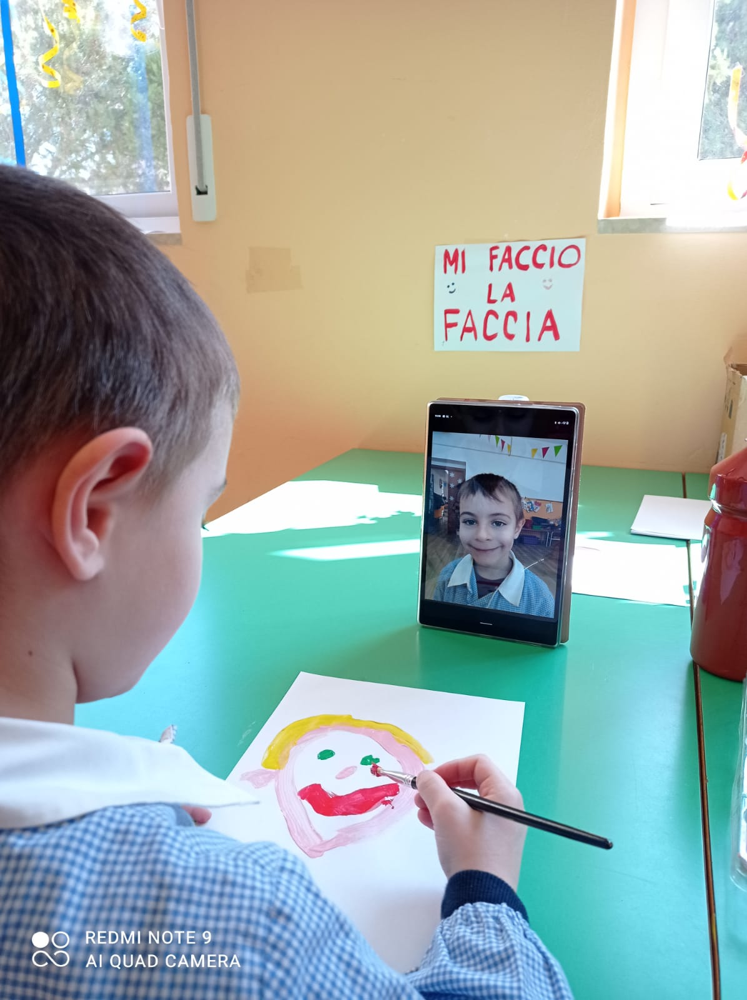 MI FACCIO
LA
FACCIA
REDMI NOTE 9
AI QUAD CAMERA